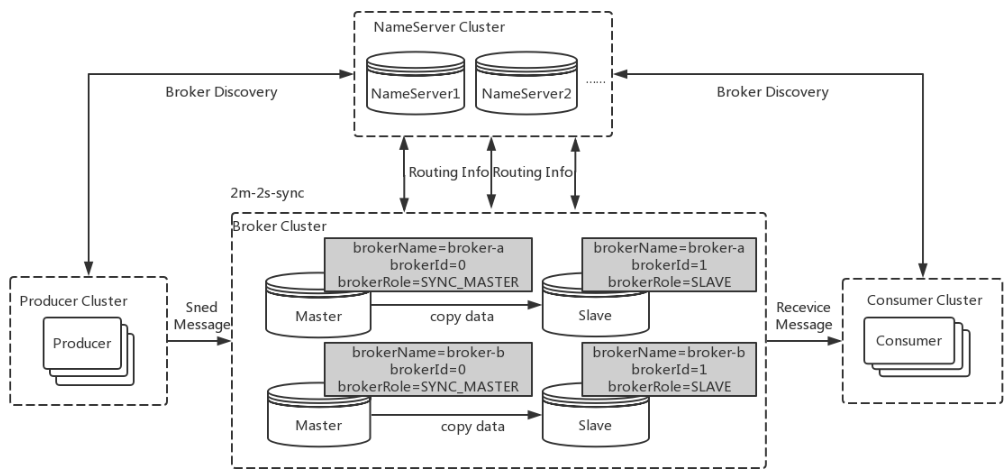 NameServer Cluster
NameServer1
NameServer2
......
Broker Discovery
Broker Discovery
Routing Info
Routing Info
2m-2s-sync
Broker Cluster
brokerName=broker-a
brokerId=0
brokerRole=SYNC_MASTER
brokerName=broker-a
brokerId=1
brokerRole=SLAVE
Master
copy data
Slave
brokerName=broker-b
brokerId=0
brokerRole=SYNC_MASTER
brokerName=broker-b
brokerId=1
brokerRole=SLAVE
Master
copy data
Slave
Producer Cluster
Producer
Sned
Message
Recevice
Message
Consumer Cluster
Consumer